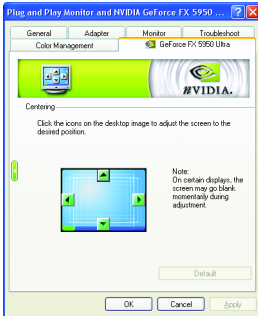 Plug and Play Monitor and NVIDIA GeForce FX 5950 ...
General
Adapter
Monitor
Troubleshoot
Color Management
GeForce FX 5950 Ultra
NVIDIA.
Centering
Click the icons on the desktop image to adjust the screen to the
desired position.
Note:
On certain displays, the
screen may go blank
momentarily during
adjustment.
Default
OK
Cancel
Apply